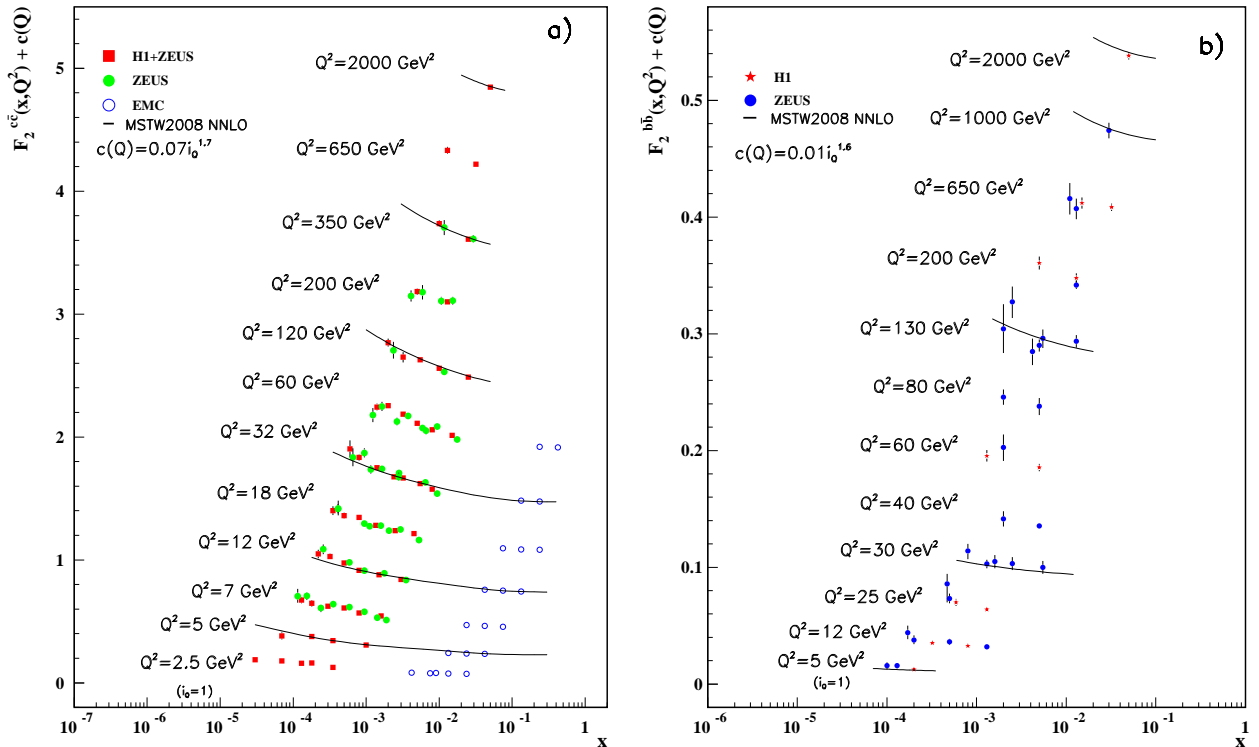 a)
F₂ᶜᶜ̄(x,Q²) + c(Q)
H1+ZEUS
ZEUS
EMC
MSTW2008 NNLO
c(Q)=0.07i_Q^1.7
Q²=2000 GeV²
Q²=650 GeV²
Q²=350 GeV²
Q²=200 GeV²
Q²=120 GeV²
Q²=60 GeV²
Q²=32 GeV²
Q²=18 GeV²
Q²=12 GeV²
Q²=7 GeV²
Q²=5 GeV²
Q²=2.5 GeV²
(i_Q=1)
5
4
3
2
1
0
10⁻⁷ 10⁻⁶ 10⁻⁵ 10⁻⁴ 10⁻³ 10⁻² 10⁻¹ 1
x
b)
F₂ᵇᵇ̄(x,Q²) + c(Q)
H1
ZEUS
MSTW2008 NNLO
c(Q)=0.01i_Q^1.6
Q²=2000 GeV²
Q²=1000 GeV²
Q²=650 GeV²
Q²=200 GeV²
Q²=130 GeV²
Q²=80 GeV²
Q²=60 GeV²
Q²=40 GeV²
Q²=30 GeV²
Q²=25 GeV²
Q²=12 GeV²
Q²=5 GeV²
(i_Q=1)
0.5
0.4
0.3
0.2
0.1
0
10⁻⁶ 10⁻⁵ 10⁻⁴ 10⁻³ 10⁻² 10⁻¹ 1
x